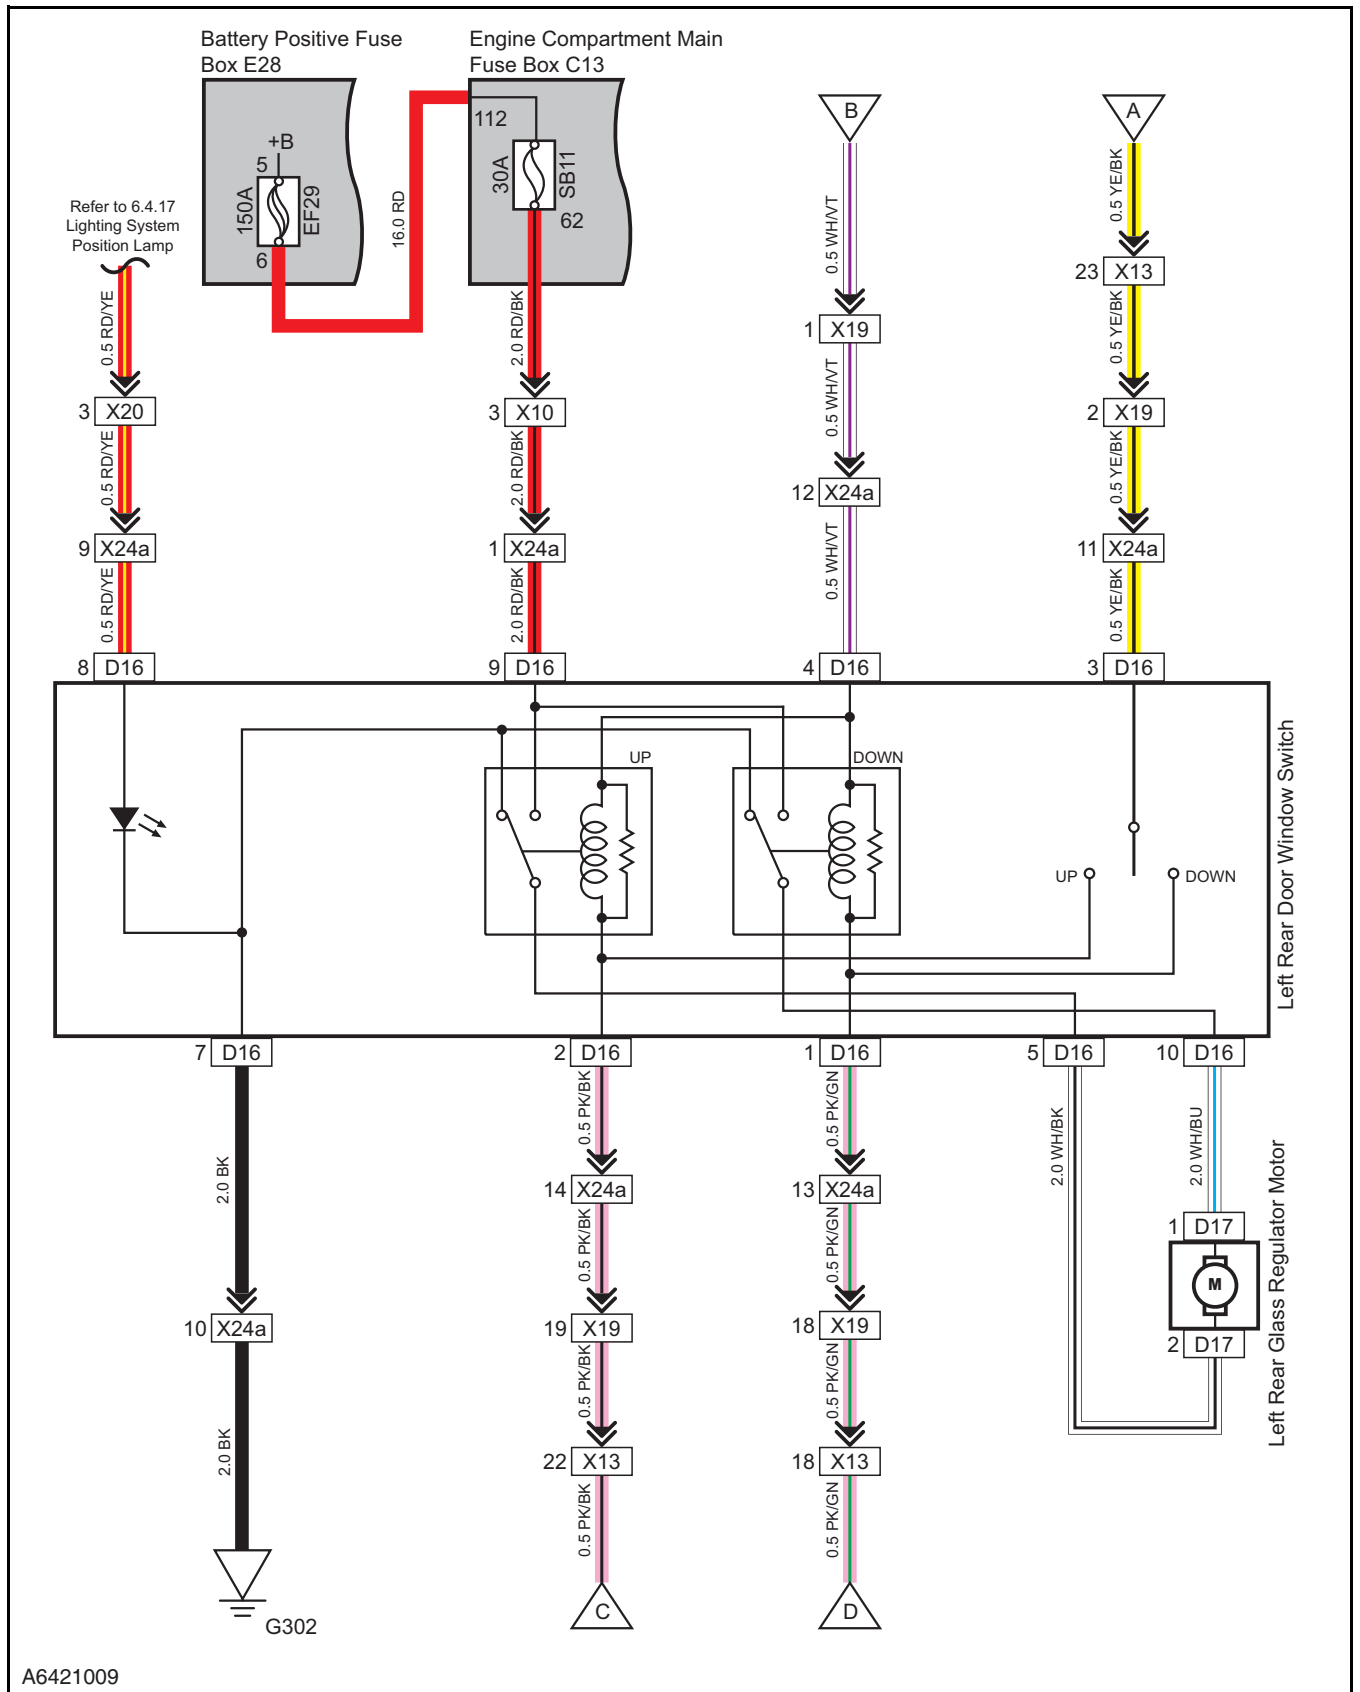 Battery Positive Fuse
Box E28
Engine Compartment Main
Fuse Box C13
112
B
A
+B
5
150A
EF29
6
16.0 RD
30A
SB11
62
Refer to 6.4.17
Lighting System
Position Lamp
0.5 RD/YE
2.0 RD/BK
0.5 WH/VT
0.5 YE/BK
23 X13
1 X19
0.5 YE/BK
3 X20
3 X10
0.5 WH/VT
2 X19
0.5 RD/YE
2.0 RD/BK
0.5 YE/BK
12 X24a
9 X24a
1 X24a
11 X24a
0.5 RD/YE
2.0 RD/BK
0.5 WH/VT
0.5 YE/BK
8 D16
9 D16
4 D16
3 D16
UP
DOWN
UP
DOWN
Left Rear Door Window Switch
7 D16
2 D16
1 D16
5 D16
10 D16
2.0 BK
0.5 PK/BK
0.5 PK/GN
2.0 WH/BK
2.0 WH/BU
14 X24a
13 X24a
1 D17
M
2 D17
Left Rear Glass Regulator Motor
0.5 PK/BK
0.5 PK/GN
10 X24a
19 X19
18 X19
2.0 BK
0.5 PK/BK
0.5 PK/GN
22 X13
18 X13
0.5 PK/BK
0.5 PK/GN
G302
C
D
A6421009